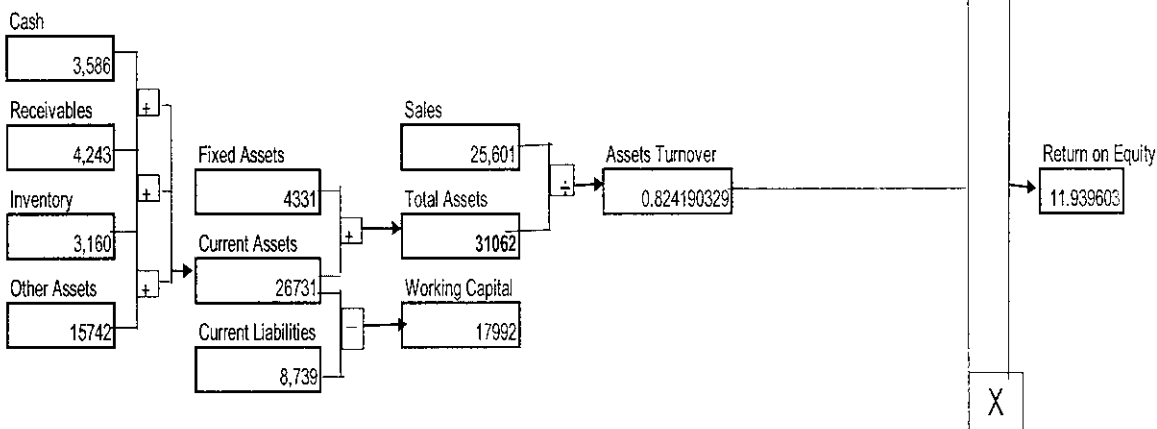 Cash
3,586
+
Receivables
4,243
+
Inventory
3,160
+
Other Assets
15742
Fixed Assets
4331
+
Current Assets
26731
−
Current Liabilities
8,739
Sales
25,601
÷
Total Assets
31062
Working Capital
17992
Assets Turnover
0.824190329
Return on Equity
11.939603
X